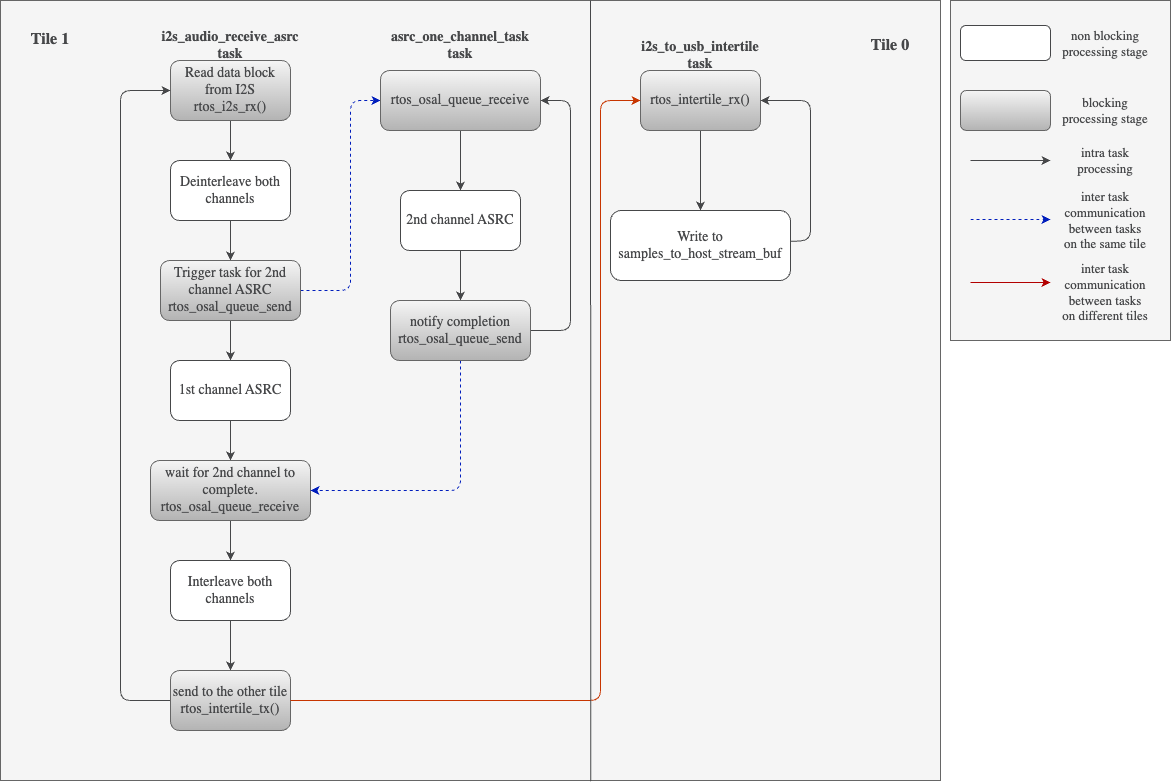 Tile 1
i2s_audio_receive_asrc
task
Read data block
from I2S
rtos_i2s_rx()
Deinterleave both
channels
Trigger task for 2nd
channel ASRC
rtos_osal_queue_send
1st channel ASRC
wait for 2nd channel to
complete.
rtos_osal_queue_receive
Interleave both
channels
send to the other tile
rtos_intertile_tx()
asrc_one_channel_task
task
rtos_osal_queue_receive
2nd channel ASRC
notify completion
rtos_osal_queue_send
Tile 0
i2s_to_usb_intertile
task
rtos_intertile_rx()
Write to
samples_to_host_stream_buf
non blocking
processing stage
blocking
processing stage
intra task
processing
inter task
communication
between tasks
on the same tile
inter task
communication
between tasks
on different tiles